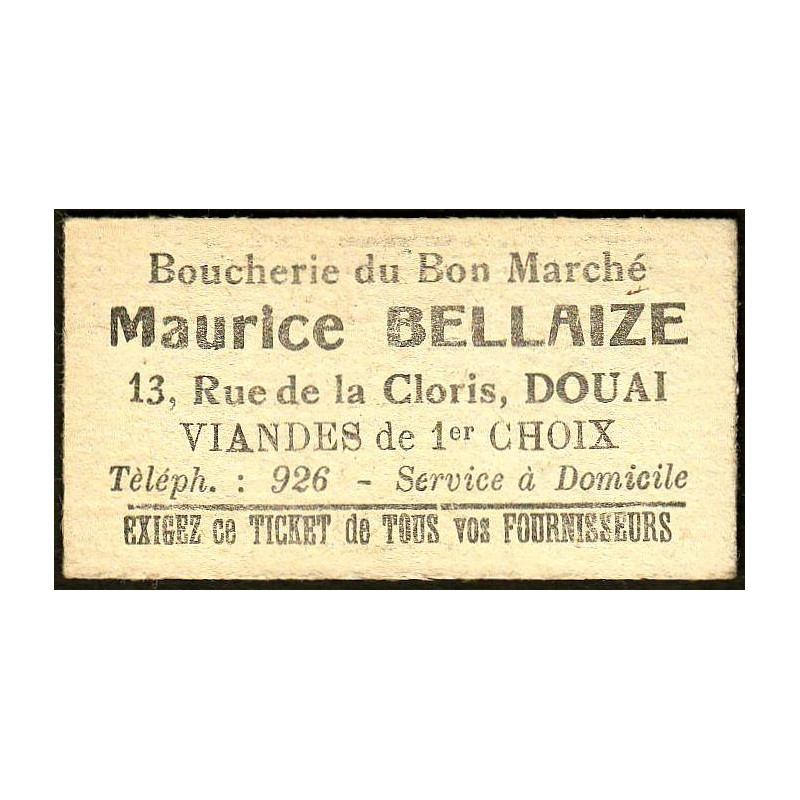 Boucherie du Bon Marché
Maurice BELLAIZE
13, Rue de la Cloris, DOUAI
VIANDES de 1er CHOIX
Tèléph. : 926 - Service à Domicile
EXIGEZ ce TICKET de TOUS vos FOURNISSEURS